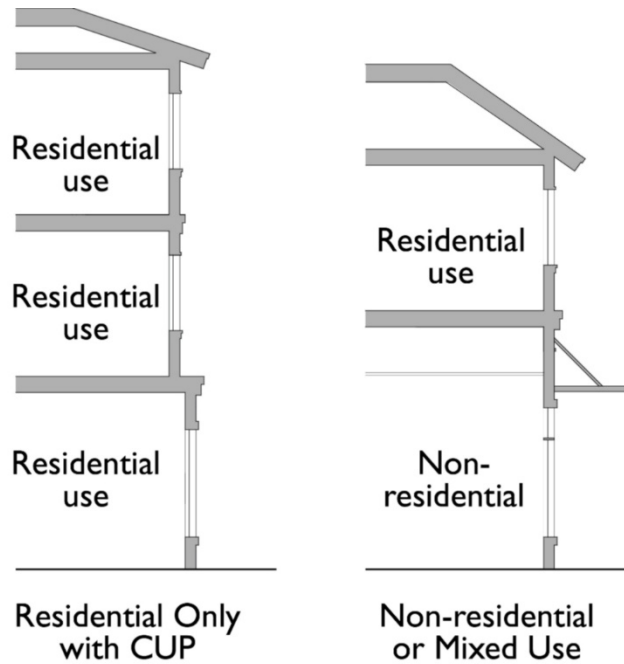 Residential
use
Residential
use
Residential
use
Residential Only
with CUP
Residential
use
Non-
residential
Non-residential
or Mixed Use